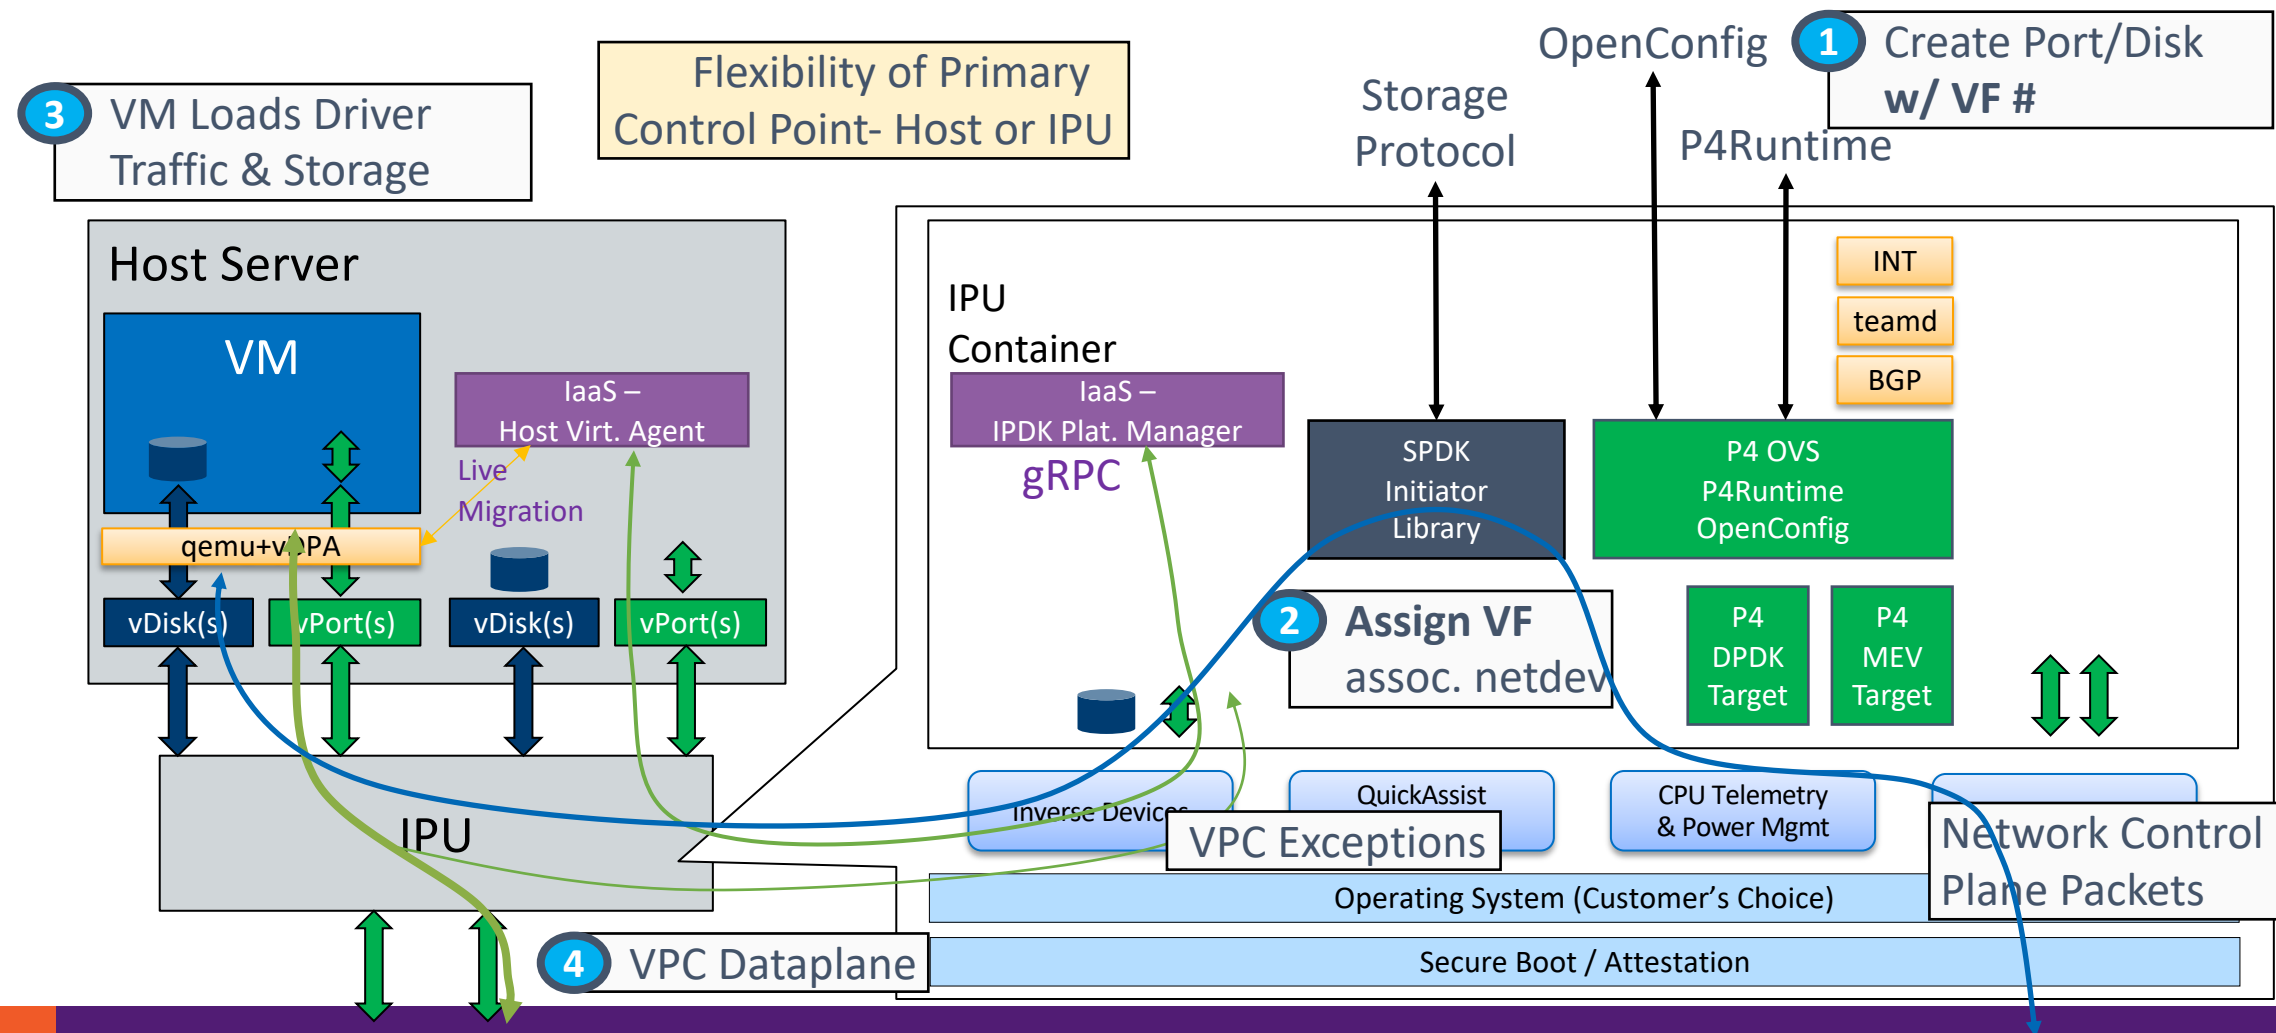 OpenConfig
1
Create Port/Disk
w/ VF #
Flexibility of Primary
Control Point- Host or IPU
Storage
Protocol
P4Runtime
3
VM Loads Driver
Traffic & Storage
Host Server
VM
IaaS –
Host Virt. Agent
Live
Migration
qemu+vDPA
vDisk(s)
vPort(s)
vDisk(s)
vPort(s)
IPU
IPU
Container
IaaS –
IPDK Plat. Manager
gRPC
SPDK
Initiator
Library
INT
teamd
BGP
P4 OVS
P4Runtime
OpenConfig
2
Assign VF
assoc. netdev
P4
DPDK
Target
P4
MEV
Target
Inverse Devices
QuickAssist
CPU Telemetry
& Power Mgmt
VPC Exceptions
Network Control
Plane Packets
Operating System (Customer's Choice)
4
VPC Dataplane
Secure Boot / Attestation